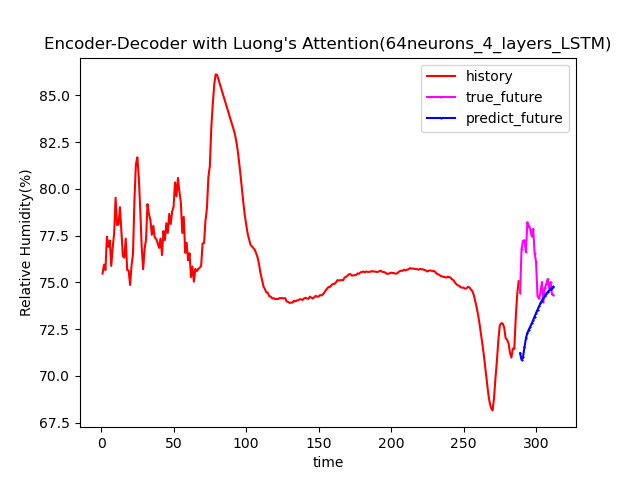 Encoder-Decoder with Luong's Attention(64neurons_4_layers_LSTM)
history
true_future
predict_future
85.0
82.5
80.0
77.5
75.0
72.5
70.0
67.5
Relative Humidity(%)
0 50 100 150 200 250 300
time